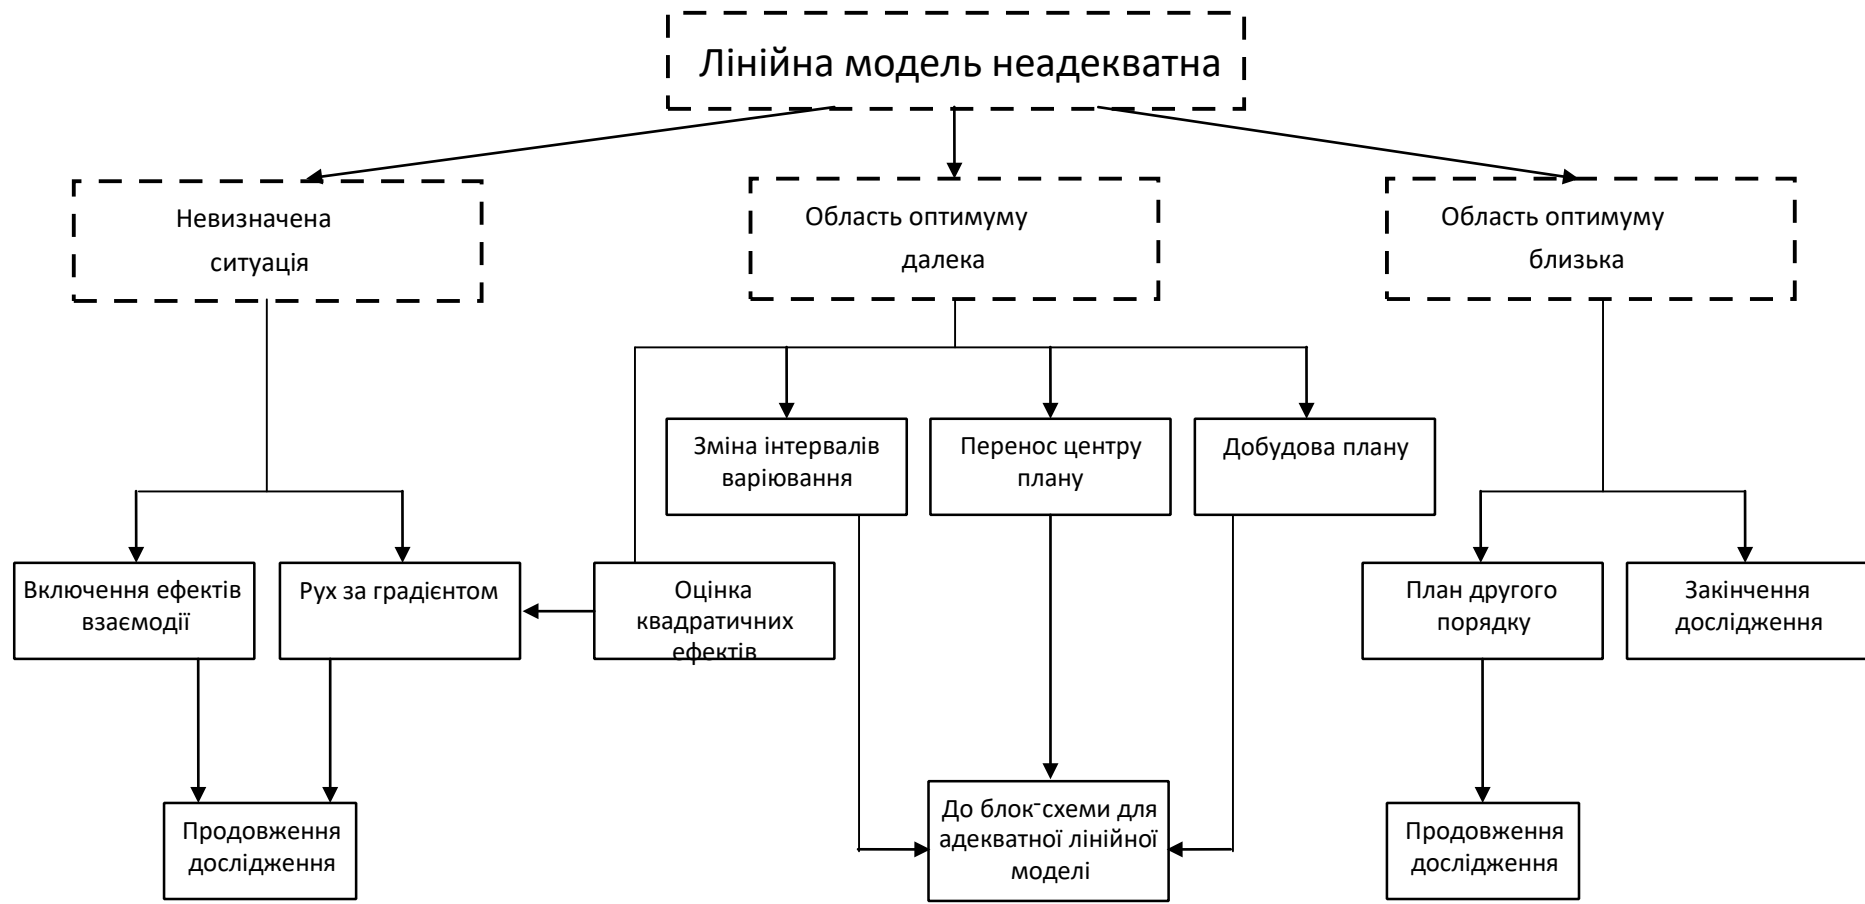 Лінійна модель неадекватна
Невизначена
ситуація
Область оптимуму
далека
Область оптимуму
близька
Зміна інтервалів
варіювання
Перенос центру
плану
Добудова плану
Включення ефектів
взаємодії
Рух за градієнтом
Оцінка
квадратичних
ефектів
План другого
порядку
Закінчення
дослідження
Продовження
дослідження
До блок-схеми для
адекватної лінійної
моделі
Продовження
дослідження